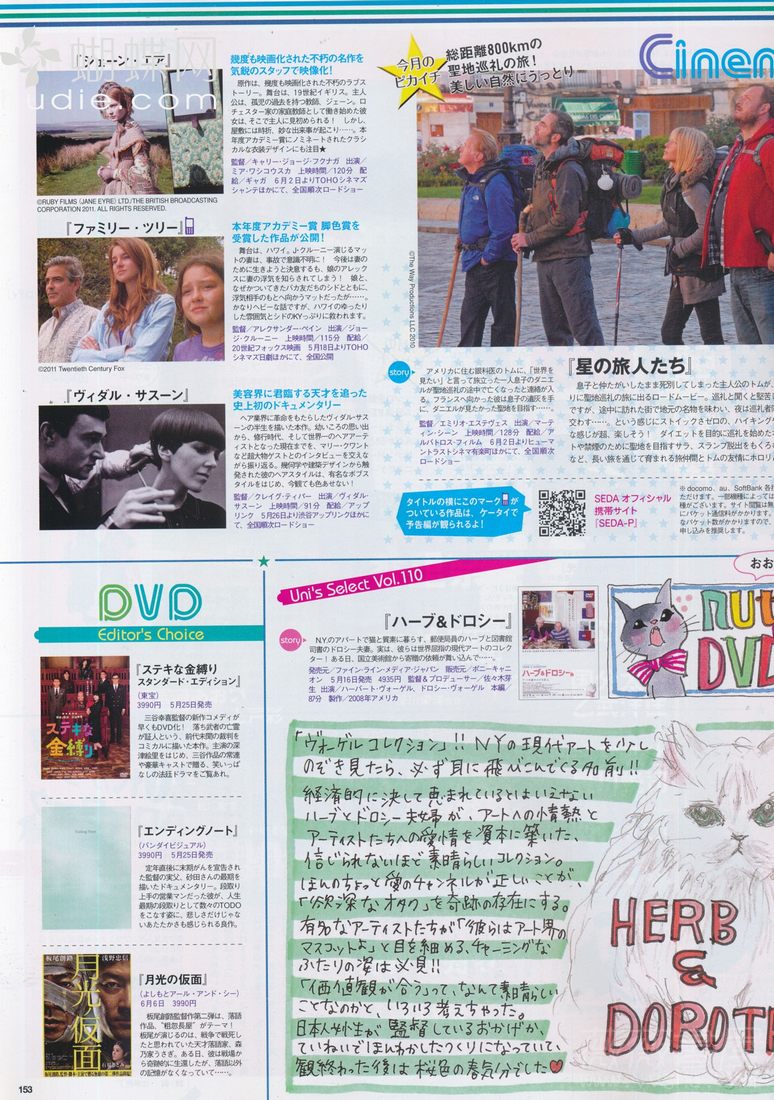 蝴蝶网
udie.com
『ジェーン・エア』
幾度も映画化された不朽の名作を
気鋭のスタッフで映像化!
原作は、幾度も映画化された不朽のラブス
トーリー。舞台は、19世紀イギリス。主人
公は、孤児の過去を持つ教師、ジェーン。ロ
チェスター家の家庭教師として働き始めた彼
女は、そこで主人に見初められる! しかし、
屋敷には時折、妙な出来事が起こり……。本
年度アカデミー賞にノミネートされたクラシ
カルな衣装デザインにも注目★
監督/キャリー・ジョージ・フクナガ 出演/
ミア・ワシコウスカ 上映時間/120分 配
給/ギャガ 6月2日よりTOHOシネマズ
シャンテほかにて、全国順次ロードショー
©RUBY FILMS (JANE EYRE) LTD./THE BRITISH BROADCASTING
CORPORATION 2011. ALL RIGHTS RESERVED.
『ファミリー・ツリー』
本年度アカデミー賞 脚色賞を
受賞した作品が公開!
舞台は、ハワイ。J・クルーニー演じるマット
の妻は、事故で意識不明に! 今後は妻の
ために生きようと決意するも、娘のアレックス
に妻の浮気を知らされてしまう! 娘と、
なぜかついてきたバカ友だちのシドとともに、
浮気相手のもとへ向かうマットだったが……。
かなりヘビーな話ですが、ハワイのゆったり
した雰囲気とシドのKYっぷりに救われます。
監督/アレクサンダー・ペイン 出演/ジョー
ジ・クルーニー 上映時間/115分 配給/
20世紀フォックス映画 5月18日よりTOHO
シネマズ日劇ほかにて、全国公開
©2011 Twentieth Century Fox
『ヴィダル・サスーン』
美容界に君臨する天才を追った
史上初のドキュメンタリー
ヘア業界に革命をもたらしたヴィダル・サスー
ンの半生を描いた本作。幼いころの思い出
から、修行時代、そして世界一のヘアアーテ
ィストとなった現在までを、マリー・クワント
など超大物ゲストとのインタビューを交えな
がら振り返る。幾何学や建築デザインから触
発された彼のヘアスタイルは、有名なボブス
タイルをはじめ、今観ても色あせない!
監督/クレイグ・ティパー 出演/ヴィダル・
サスーン 上映時間/91分 配給/アップ
リンク 5月26日より渋谷アップリンクほかに
て、全国順次ロードショー
今月の
ピカイチ
総距離800kmの
聖地巡礼の旅!
美しい自然にうっとり
Cinem
©The Way Productions LLC 2010
story
アメリカに住む眼科医のトムに、「世界を
見たい」と言って旅立った一人息子のダニエ
ルが聖地巡礼の途中で亡くなったと連絡が入
る。フランスへ向かった彼は息子の遺灰を手
に、ダニエルが見たかった聖地を目指す……。
監督/エミリオ・エステヴェス 出演/マーテ
ィン・シーン 上映時間/128分 配給/ア
ルバトロス・フィルム 6月2日よりヒューマ
ントラストシネマ有楽町ほかにて、全国順次
ロードショー
『星の旅人たち』
息子と仲たがいしたまま死別してしまった主人公のトムが、
りに聖地巡礼の旅に出るロードムービー。巡礼と聞くと堅苦し
ですが、途中に訪れた街で地元の名物を味わい、夜は巡礼者同
交わす……。という感じにストイックさゼロの、ハイキング
な感じが超、楽しそう! ダイエットを目的に巡礼を始めた
トや禁煙のために聖地を目指すサラ、スランプ脱出をもくろ
など、長い旅を通じて育まれる旅仲間とトムの友情にホロリ
タイトルの横にこのマークが
ついている作品は、ケータイで
予告編が観られるよ!
SEDA オフィシャル
携帯サイト
『SEDA-P』
※docomo、au、SoftBank 各
ただけます。一部機種によっては
種がございます。サイト閲覧は無
にパケット通信料がかかります。
なパケット数がかかりますので、
申し込みを推奨します。
DVD
Editor's Choice
『ステキな金縛り
スタンダード・エディション』
(東宝)
3990円 5月25日発売
三谷幸喜監督の新作コメディが
早くもDVD化! 落ち武者の亡霊
が証人という、前代未聞の裁判を
コミカルに描いた本作。主演の深
津絵里をはじめ、三谷作品の常連
や豪華キャストで贈る、笑いっぱ
なしの法廷ドラマをご覧あれ。
ステキな
金縛り
『エンディングノート』
(バンダイビジュアル)
3990円 5月25日発売
定年直後に末期がんを宣告され
た監督の実父、砂田さんの最期を
描いたドキュメンタリー。段取り
上手の営業マンだった彼が、人生
最期の段取りとして数々のTODO
をこなす姿に、悲しさだけじゃな
いあたたかさも感じられる良作。
Ending Note
『月光の仮面』
(よしもとアール・アンド・シー)
6月6日 3990円
板尾創路監督作第二弾は、落語
作品、“粗忽長屋”がテーマ!
板尾が演じるのは、戦争で戦死し
たと思われていた天才落語家、森
乃家うさぎ。ある日、彼は戦場か
ら奇跡的に生還したが、落語以外
の記憶がなくなっていて……。
板尾創路 浅野忠信
月光ノ仮面
153
Uni's Select Vol.110
『ハーブ&ドロシー』
story
N.Y.のアパートで猫と質素に暮らす、郵便局員のハーブと図書館
司書のドロシー夫妻。実は、彼らは世界屈指の現代アートのコレク
ター! ある日、国立美術館から寄贈の依頼が舞い込んで……。
発売元/ファイン・ライン・メディア・ジャパン 販売元/ポニーキャニ
オン 5月16日発売 4935円 監督&プロデューサー/佐々木芽
生 出演/ハーバート・ヴォーゲル、ドロシー・ヴォーゲル 本編
87分 製作/2008年アメリカ
ハーブ&ドロシー
おお
NUT
DVD
「ヴォーゲル コレクション」!! NYの現代アートを少し
のぞき見たら、必ず耳に飛びこんでくる名前!!
経済的に決して恵まれているとはいえない
ハーブとドロシー夫妻が、アートへの情熱と
アーティストたちへの愛情を資本に築いた、
信じられないほど素晴らしいコレクション。
ほんのちょっと愛のチャンネルが正しいことが、
「欲深なオタク」を奇跡の存在にする。
有名なアーティストたちが「彼らはアート界の
マスコットよ」と目を細める、チャーミングな
ふたりの姿は必見!!
「価値観が合う」って、なんて素晴らしい
ことなのかと、いろいろ考えちゃった。
日本人女性が監督しているおかげか、
ていねいでほんわかしたつくりになっていて、
観終わった後は桜色の春気分でした♥
HERB
&
DOROTH